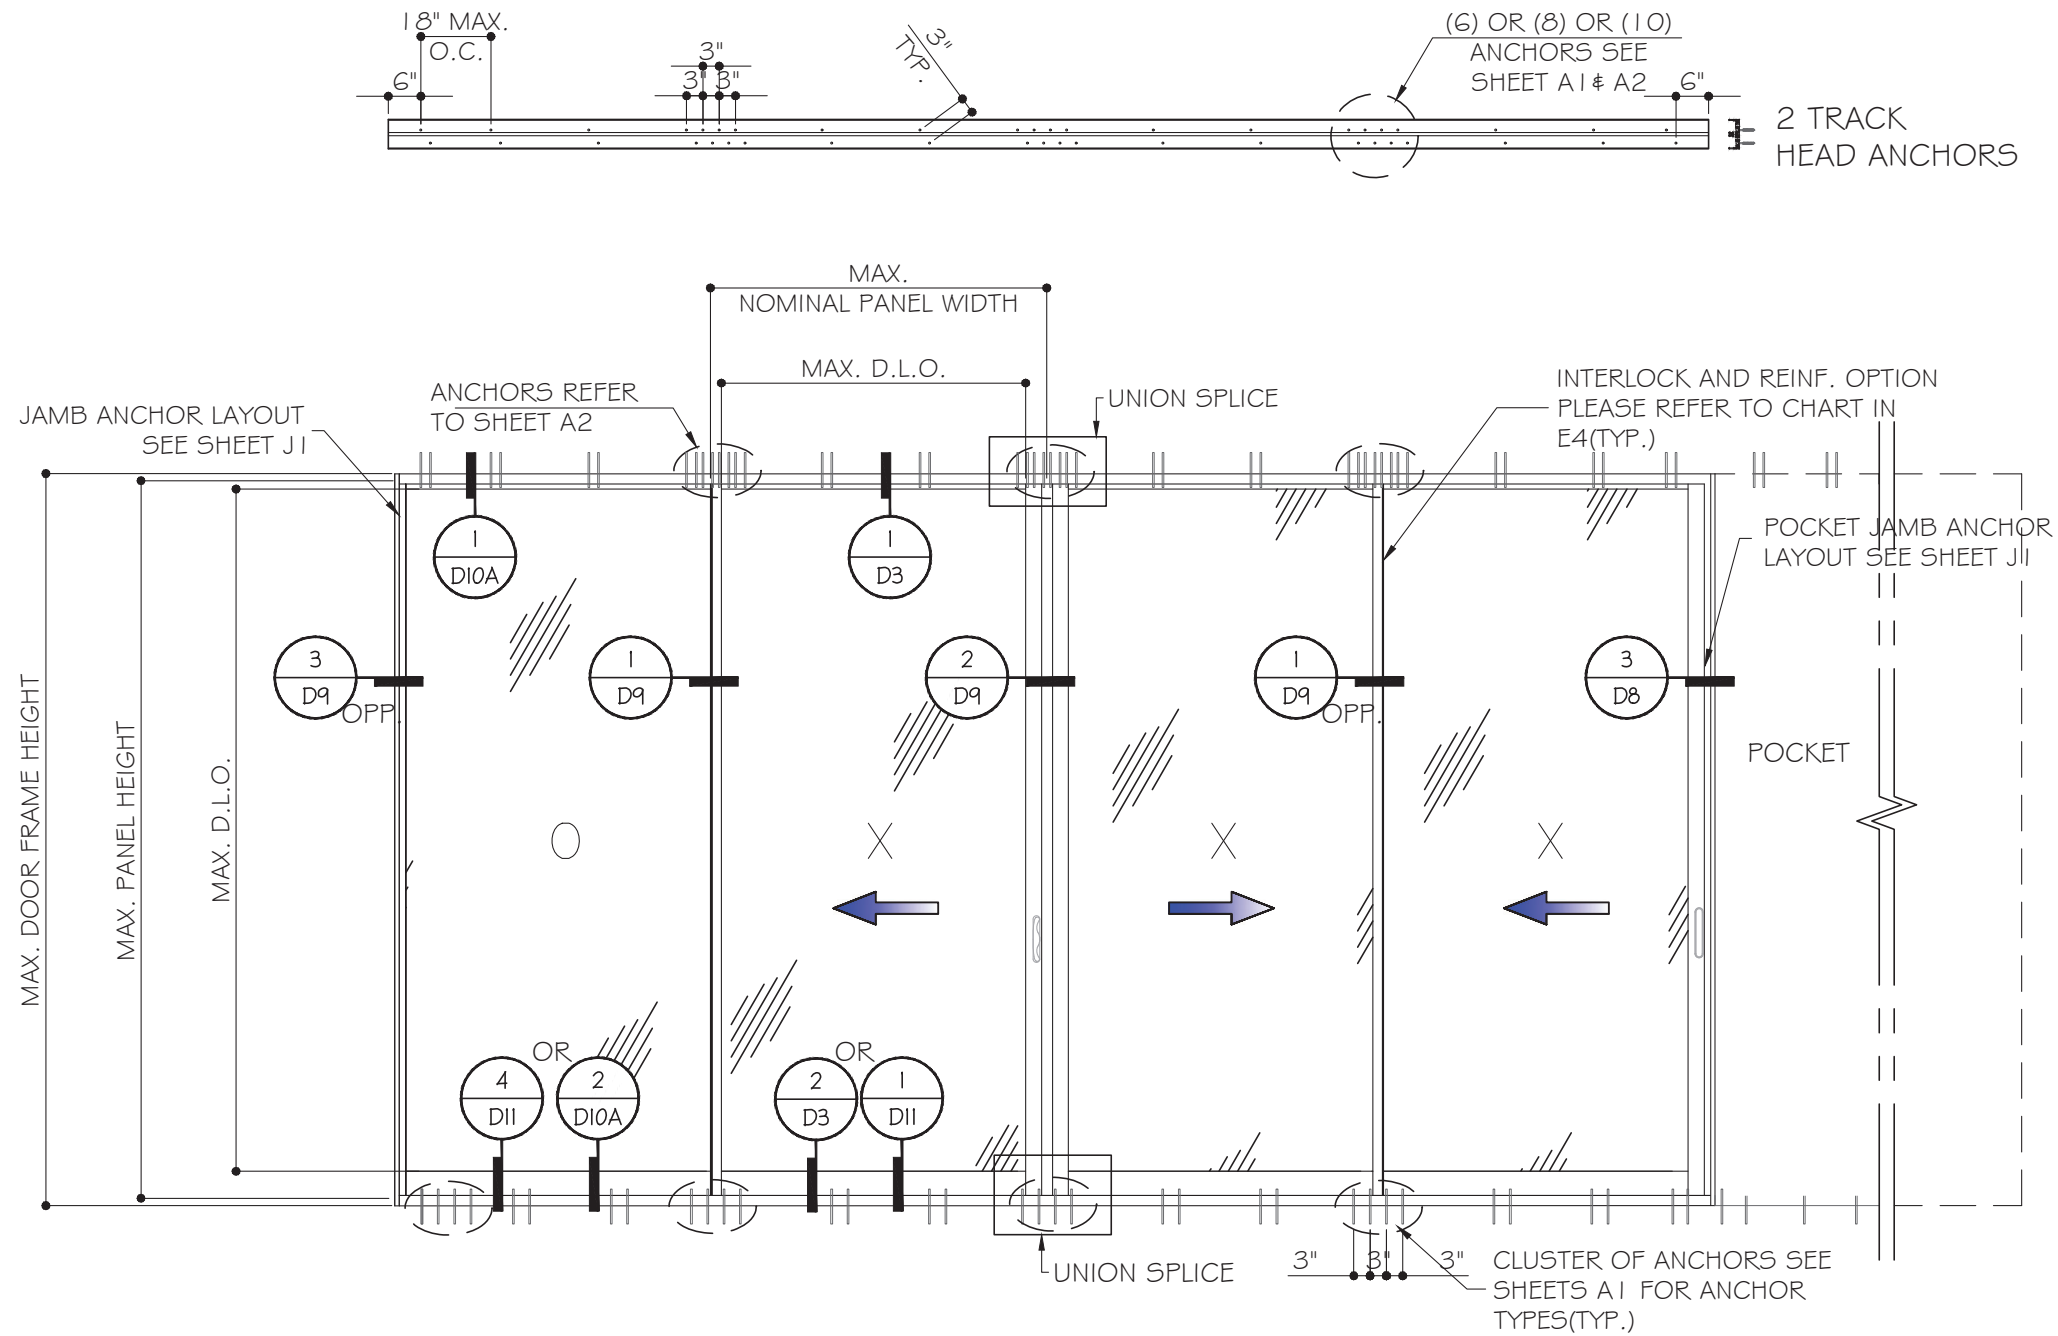 18" MAX.
O.C.
6"
3"
3" 3"
3"
TYP.
(6) OR (8) OR (10)
ANCHORS SEE
SHEET A1 & A2
6"
2 TRACK
HEAD ANCHORS
MAX.
NOMINAL PANEL WIDTH
MAX. D.L.O.
UNION SPLICE
ANCHORS REFER
TO SHEET A2
JAMB ANCHOR LAYOUT
SEE SHEET J1
INTERLOCK AND REINF. OPTION
PLEASE REFER TO CHART IN
E4(TYP.)
POCKET JAMB ANCHOR
LAYOUT SEE SHEET J1
1
D10A
1
D3
3
D9
OPP.
1
D9
2
D9
1
D9
OPP.
3
D8
POCKET
MAX. DOOR FRAME HEIGHT
MAX. PANEL HEIGHT
MAX. D.L.O.
O
X
X
X
4
D11
OR
2
D10A
2
D3
OR
1
D11
UNION SPLICE
3" 3" 3"
CLUSTER OF ANCHORS SEE
SHEETS A1 FOR ANCHOR
TYPES(TYP.)